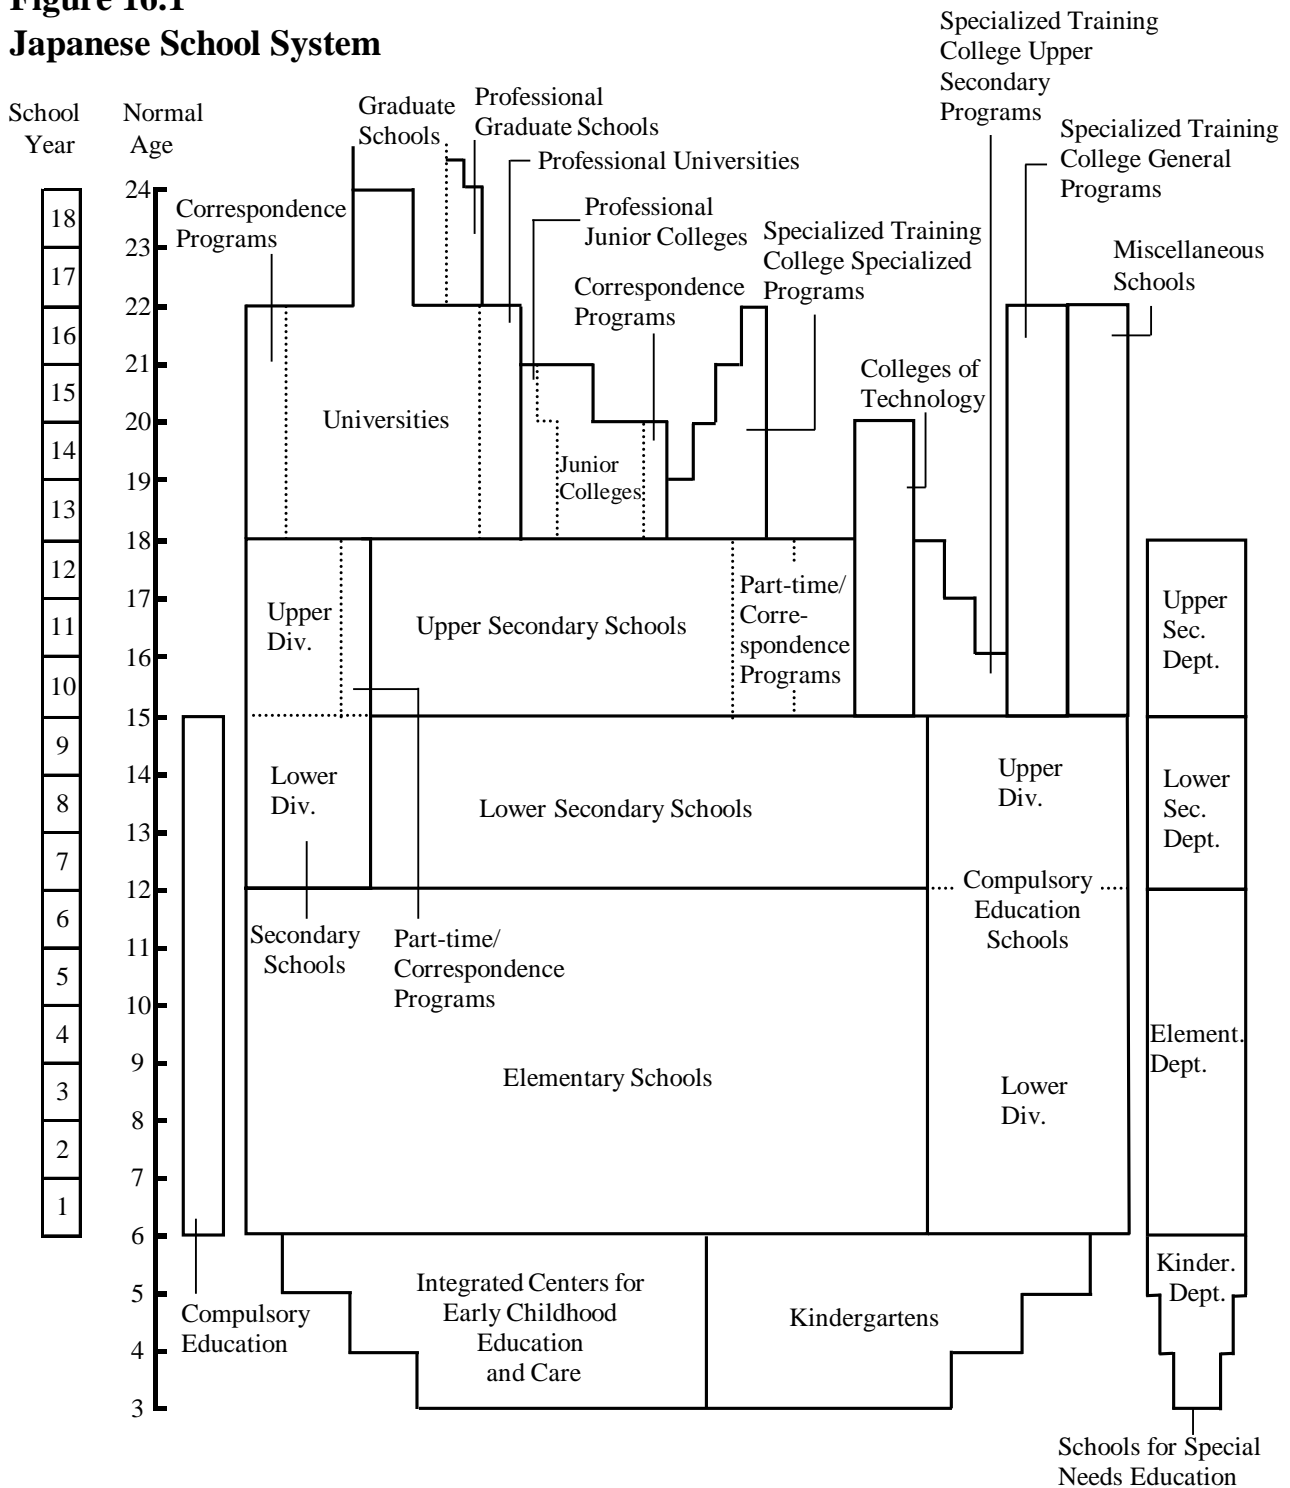 Figure 16.1
Japanese School System
School
Year
Normal
Age
Graduate
Schools
Professional
Graduate Schools
Professional Universities
Specialized Training
College Upper
Secondary
Programs
Specialized Training
College General
Programs
Correspondence
Programs
Professional
Junior Colleges
Specialized Training
College Specialized
Programs
Correspondence
Programs
Miscellaneous
Schools
Colleges of
Technology
Universities
Junior
Colleges
18
17
16
15
14
13
12
11
10
9
8
7
6
5
4
3
2
1
24
23
22
21
20
19
18
17
16
15
14
13
12
11
10
9
8
7
6
5
4
3
Upper
Div.
Upper Secondary Schools
Part-time/
Corre-
spondence
Programs
Upper
Sec.
Dept.
Lower
Div.
Lower Secondary Schools
Upper
Div.
Lower
Sec.
Dept.
Compulsory
Education
Schools
Secondary
Schools
Part-time/
Correspondence
Programs
Elementary Schools
Lower
Div.
Element.
Dept.
Compulsory
Education
Integrated Centers for
Early Childhood
Education
and Care
Kindergartens
Kinder.
Dept.
Schools for Special
Needs Education